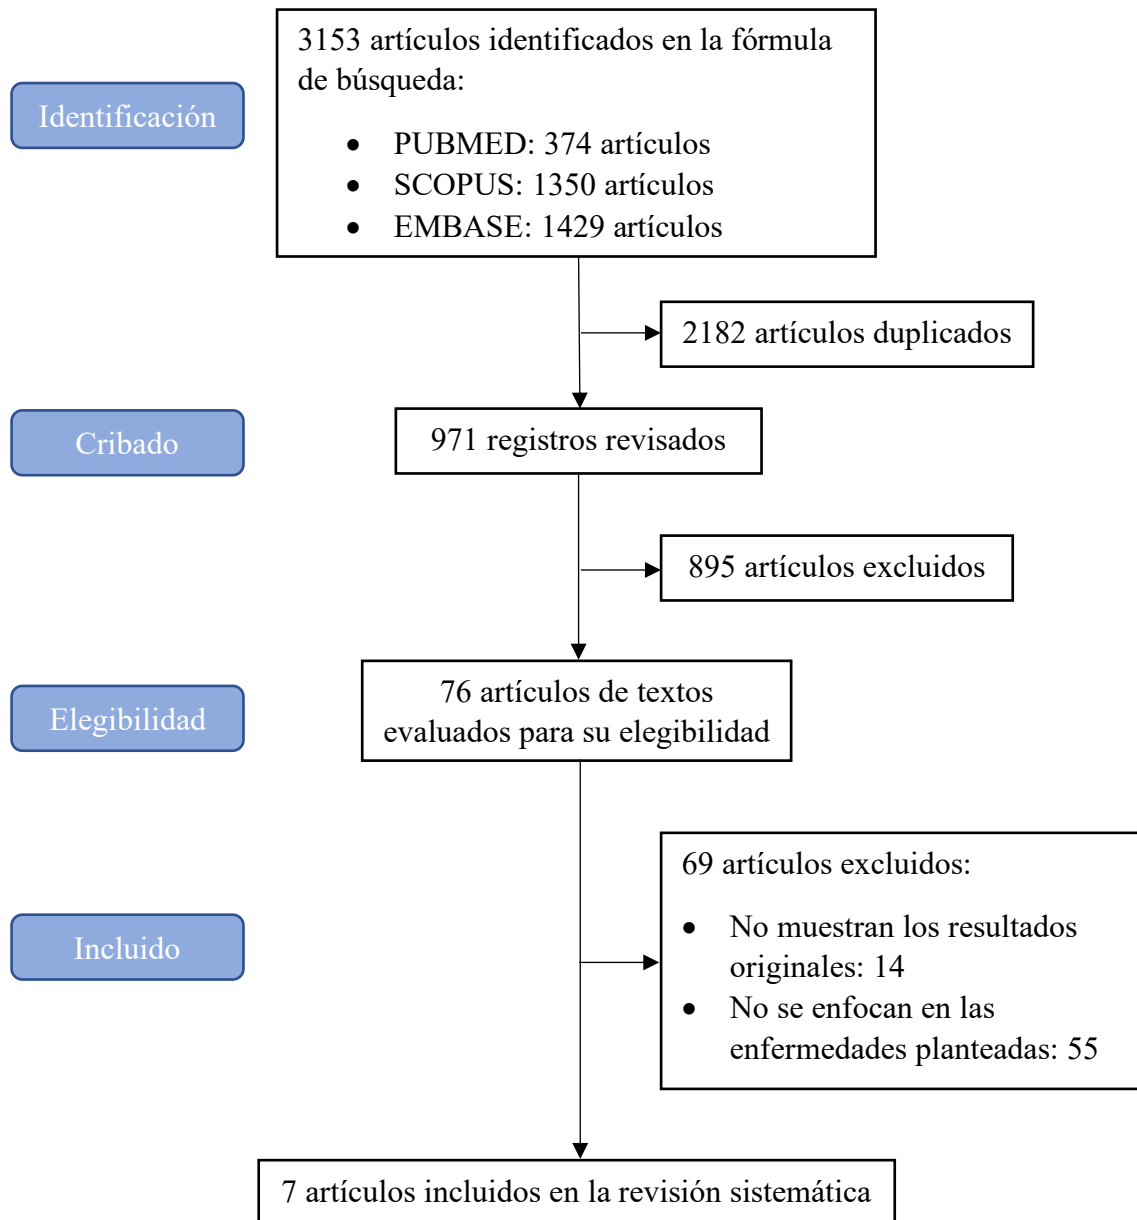 3153 artículos identificados en la fórmula
de búsqueda:
Identificación
• PUBMED: 374 artículos
• SCOPUS: 1350 artículos
• EMBASE: 1429 artículos
2182 artículos duplicados
Cribado
971 registros revisados
895 artículos excluidos
Elegibilidad
76 artículos de textos
evaluados para su elegibilidad
69 artículos excluidos:
Incluido
• No muestran los resultados
originales: 14
• No se enfocan en las
enfermedades planteadas: 55
7 artículos incluidos en la revisión sistemática